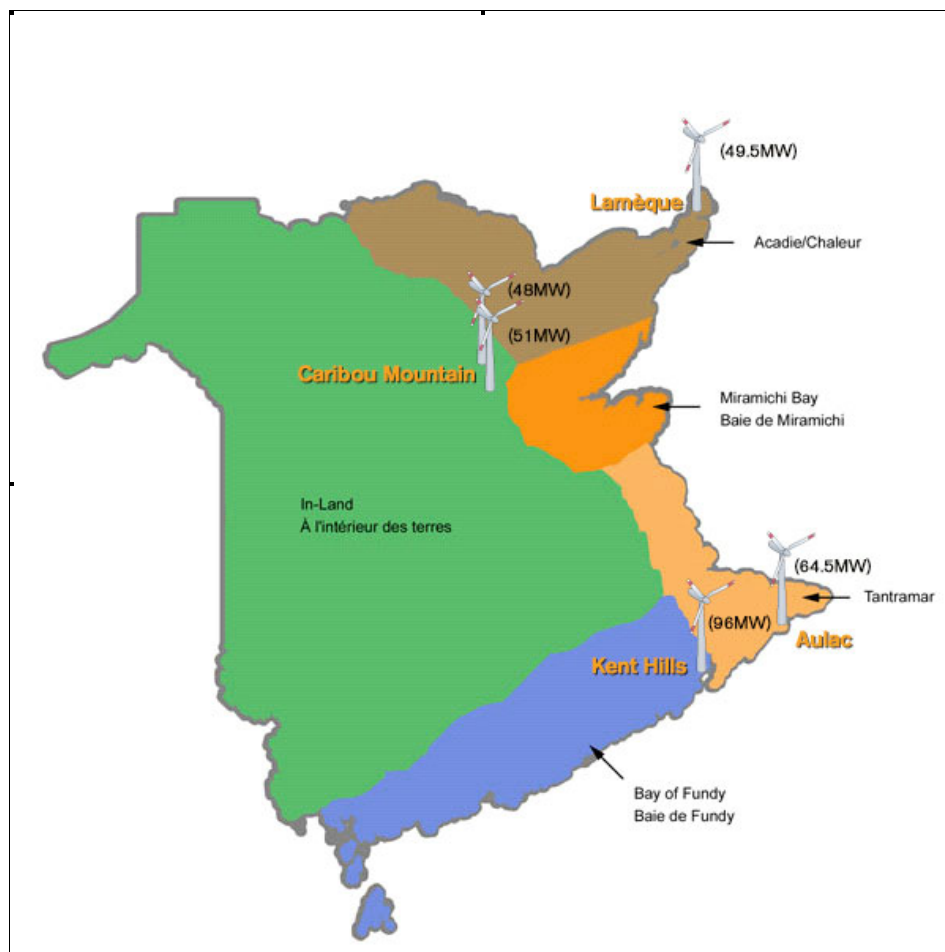 (49.5MW)
Lamèque
Acadie/Chaleur
(48MW)
(51MW)
Caribou Mountain
Miramichi Bay
Baie de Miramichi
In-Land
À l'intérieur des terres
(64.5MW)
Tantramar
(96MW)
Aulac
Kent Hills
Bay of Fundy
Baie de Fundy